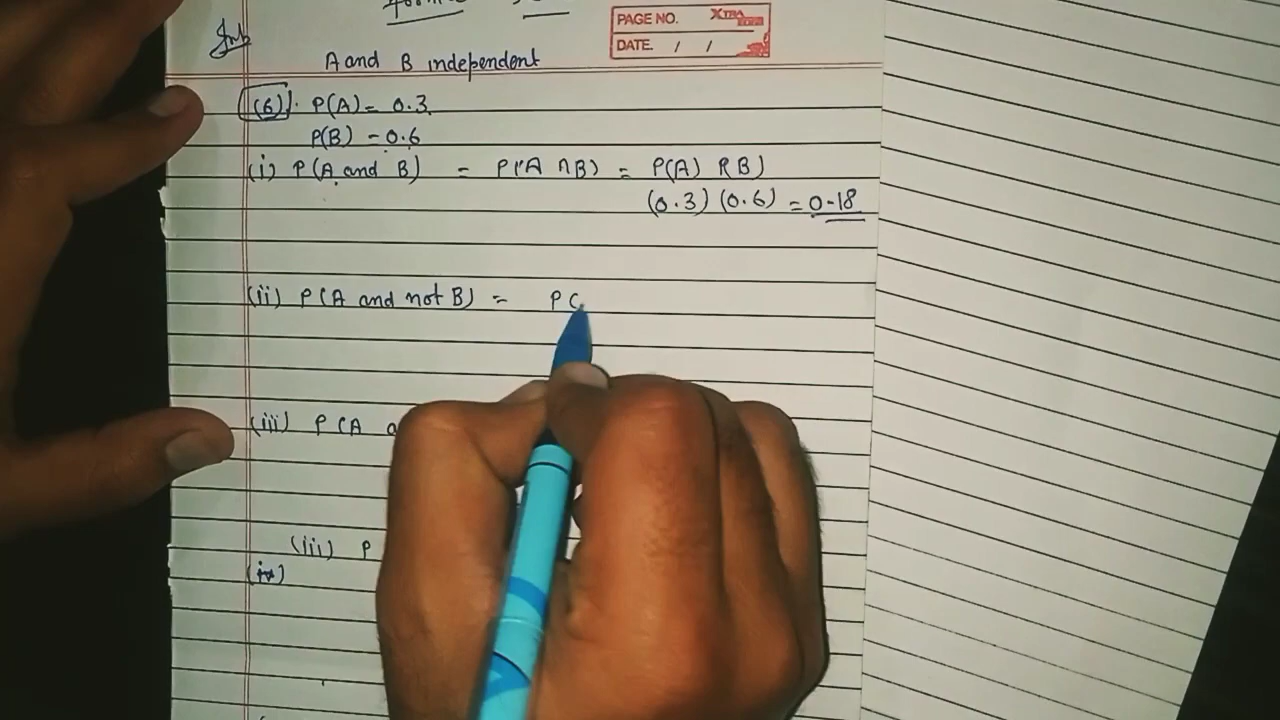 PAGE NO.
DATE / /
A and B independent
(6). P(A) = 0.3
P(B) = 0.6
(i) P(A and B) = P(A ∩B) = P(A) P(B)
(0.3) (0.6) = 0.18
(ii) P(A and not B) = P(
(iii) P(A
(iii) P
(iv)